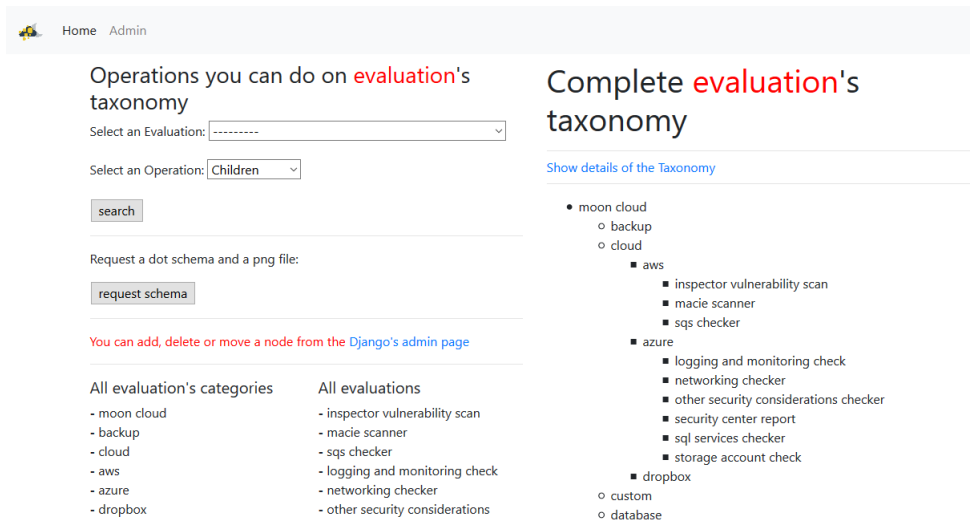 Home Admin
Operations you can do on evaluation's
taxonomy
Select an Evaluation: ---------
Select an Operation: Children
search
Request a dot schema and a png file:
request schema
You can add, delete or move a node from the Django's admin page
All evaluation's categories
- moon cloud
- backup
- cloud
- aws
- azure
- dropbox
All evaluations
- inspector vulnerability scan
- macie scanner
- sqs checker
- logging and monitoring check
- networking checker
- other security considerations
Complete evaluation's
taxonomy
Show details of the Taxonomy
moon cloud
backup
cloud
aws
inspector vulnerability scan
macie scanner
sqs checker
azure
logging and monitoring check
networking checker
other security considerations checker
security center report
sql services checker
storage account check
dropbox
custom
database